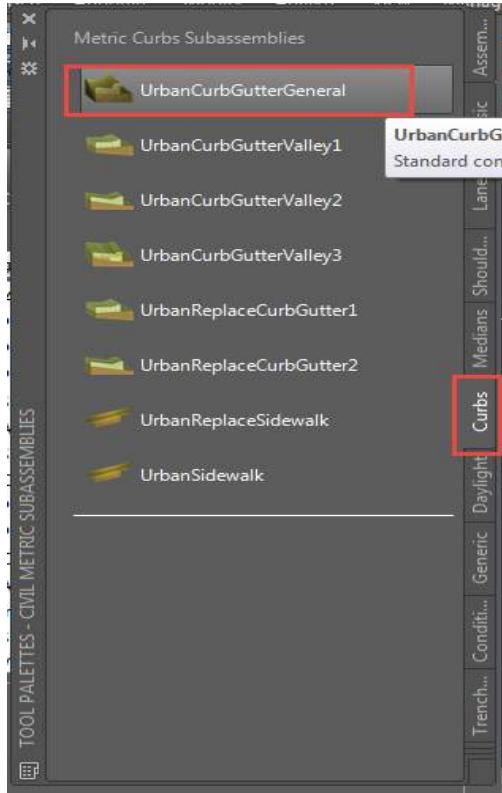 Metric Curbs Subassemblies
UrbanCurbGutterGeneral
UrbanCurbG
Standard con
UrbanCurbGutterValley1
UrbanCurbGutterValley2
UrbanCurbGutterValley3
UrbanReplaceCurbGutter1
UrbanReplaceCurbGutter2
UrbanReplaceSidewalk
UrbanSidewalk
Assem...
Lane
Should...
Medians
Curbs
Daylight
Generic
Conditi...
Trench...
TOOL PALETTES - CIVIL METRIC SUBASSEMBLIES